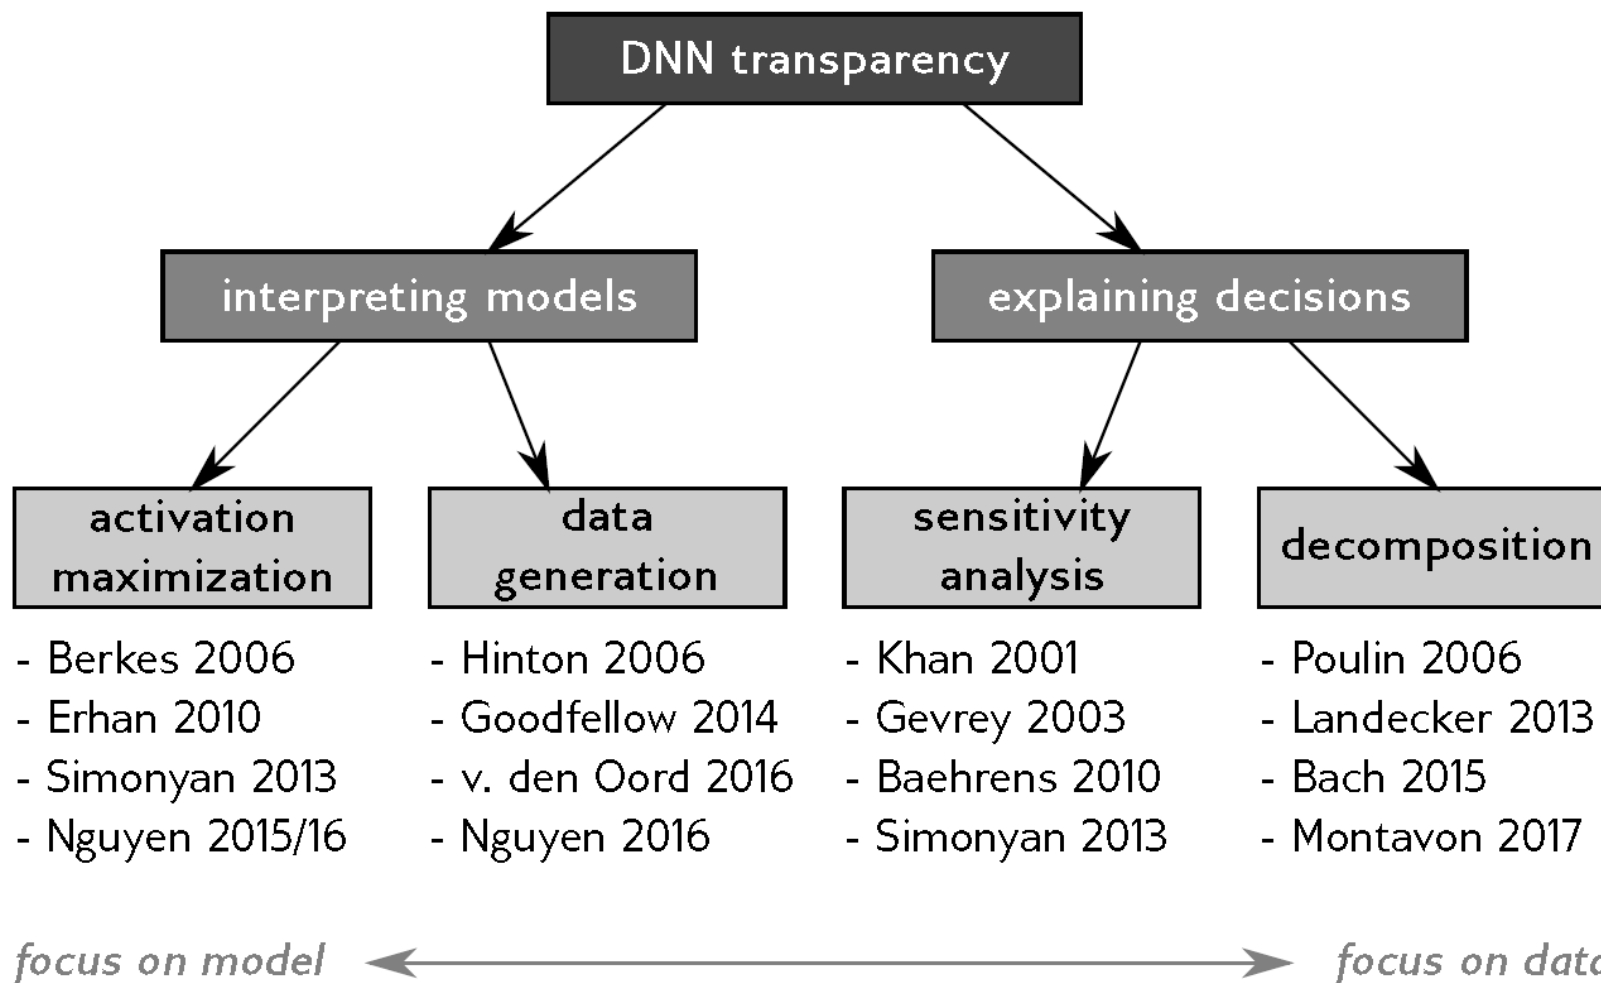 DNN transparency
interpreting models
explaining decisions
activation
maximization
data
generation
sensitivity
analysis
decomposition
- Berkes 2006
- Erhan 2010
- Simonyan 2013
- Nguyen 2015/16
- Hinton 2006
- Goodfellow 2014
- v. den Oord 2016
- Nguyen 2016
- Khan 2001
- Gevrey 2003
- Baehrens 2010
- Simonyan 2013
- Poulin 2006
- Landecker 2013
- Bach 2015
- Montavon 2017
focus on model
focus on data